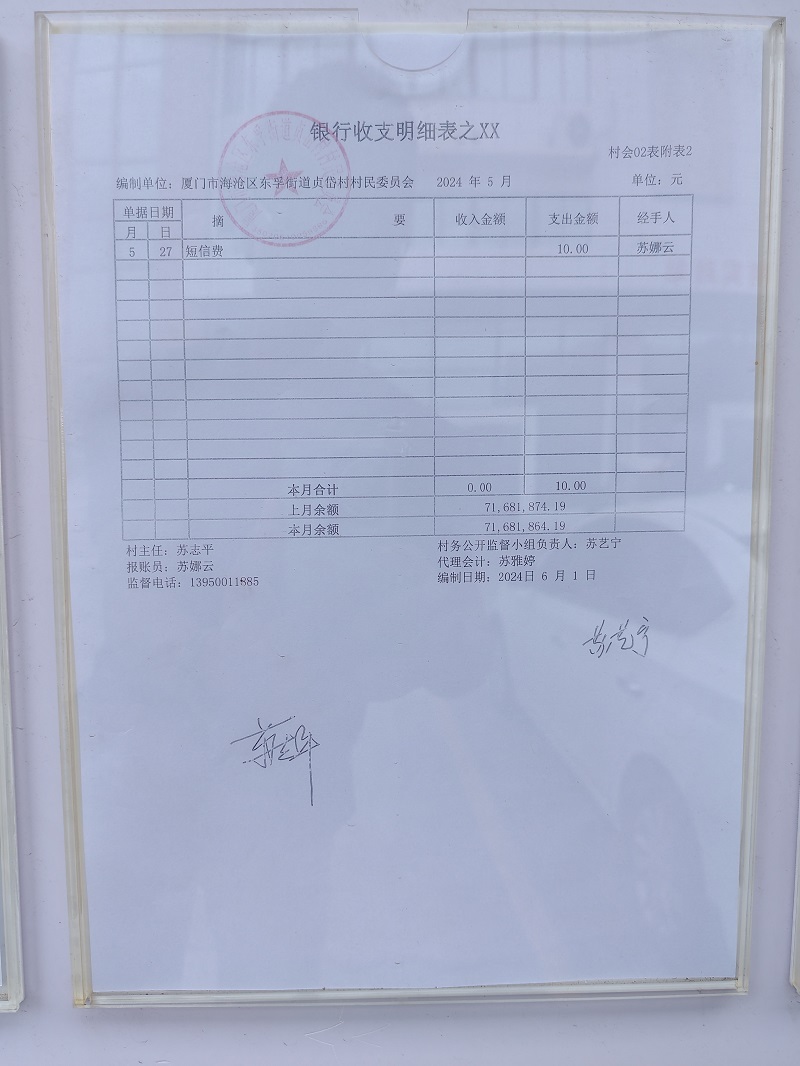 银行收支明细表之XX
村会02表附表2
编制单位：厦门市海沧区东孚街道贞岱村村民委员会 2024 年 5 月 单位：元
单据日期 摘 要 收入金额 支出金额 经手人
月 日
5 27 短信费 10.00 苏娜云
本月合计 0.00 10.00
上月余额 71,681,874.19
本月余额 71,681,864.19
村主任：苏志平 村务公开监督小组负责人：苏艺宁
报账员：苏娜云 代理会计：苏雅婷
监督电话：13950011885 编制日期：2024日 6 月 1 日
苏艺宁